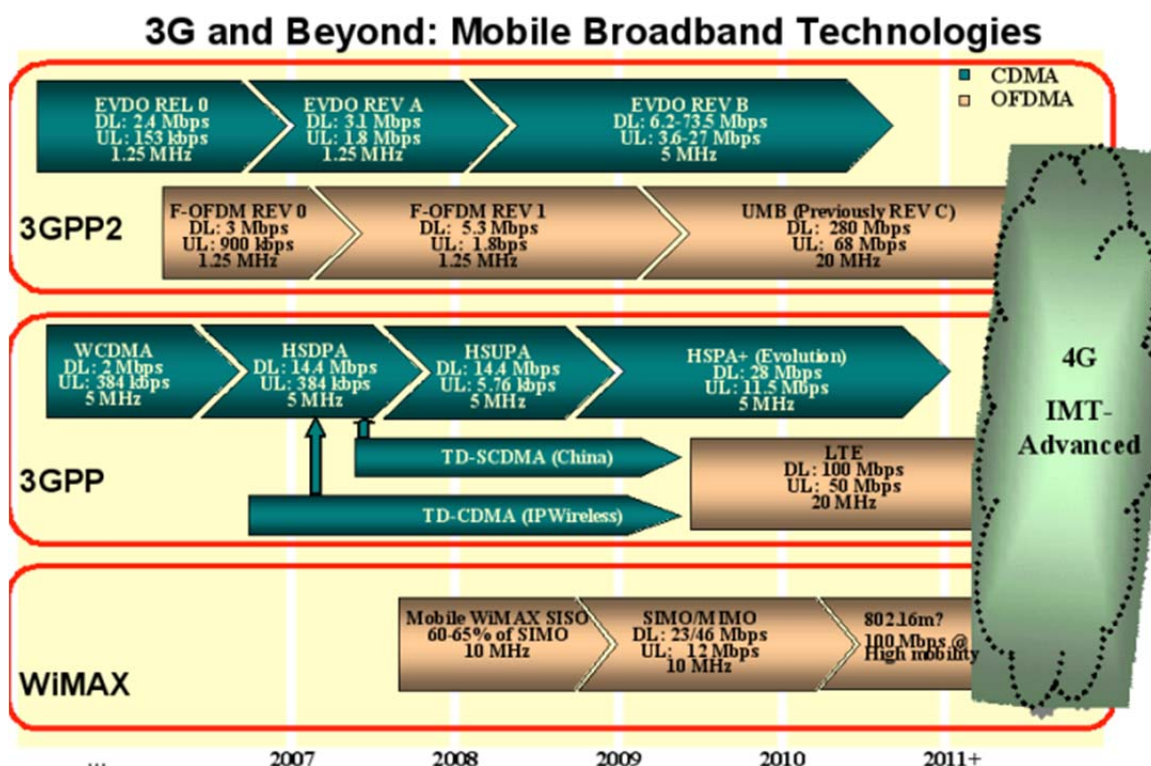 3G and Beyond: Mobile Broadband Technologies
CDMA
OFDMA
EVDO REL 0
DL: 2.4 Mbps
UL: 153 kbps
1.25 MHz
EVDO REV A
DL: 3.1 Mbps
UL: 1.8 Mbps
1.25 MHz
EVDO REV B
DL: 6.2-73.5 Mbps
UL: 3.6-27 Mbps
5 MHz
3GPP2
F-OFDM REV 0
DL: 3 Mbps
UL: 900 kbps
1.25 MHz
F-OFDM REV 1
DL: 5.3 Mbps
UL: 1.8bps
1.25 MHz
UMB (Previously REV C)
DL: 280 Mbps
UL: 68 Mbps
20 MHz
WCDMA
DL: 2 Mbps
UL: 384 kbps
5 MHz
HSDPA
DL: 14.4 Mbps
UL: 384 kbps
5 MHz
HSUPA
DL: 14.4 Mbps
UL: 5.76 kbps
5 MHz
HSPA+ (Evolution)
DL: 28 Mbps
UL: 11.5 Mbps
5 MHz
3GPP
TD-SCDMA (China)
TD-CDMA (IPWireless)
LTE
DL: 100 Mbps
UL: 50 Mbps
20 MHz
4G
IMT-
Advanced
WiMAX
Mobile WiMAX SISO
60-65% of SIMO
10 MHz
SIMO/MIMO
DL: 23/46 Mbps
UL: 12 Mbps
10 MHz
802.16m?
100 Mbps @
High mobility
... 2007 2008 2009 2010 2011+